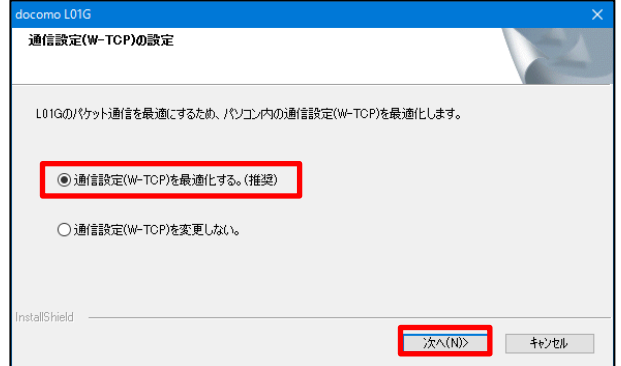 docomo L01G
通信設定(W-TCP)の設定
L01Gのパケット通信を最適にするため、パソコン内の通信設定(W-TCP)を最適化します。
通信設定(W-TCP)を最適化する。(推奨)
通信設定(W-TCP)を変更しない。
InstallShield
次へ(N)>
キャンセル